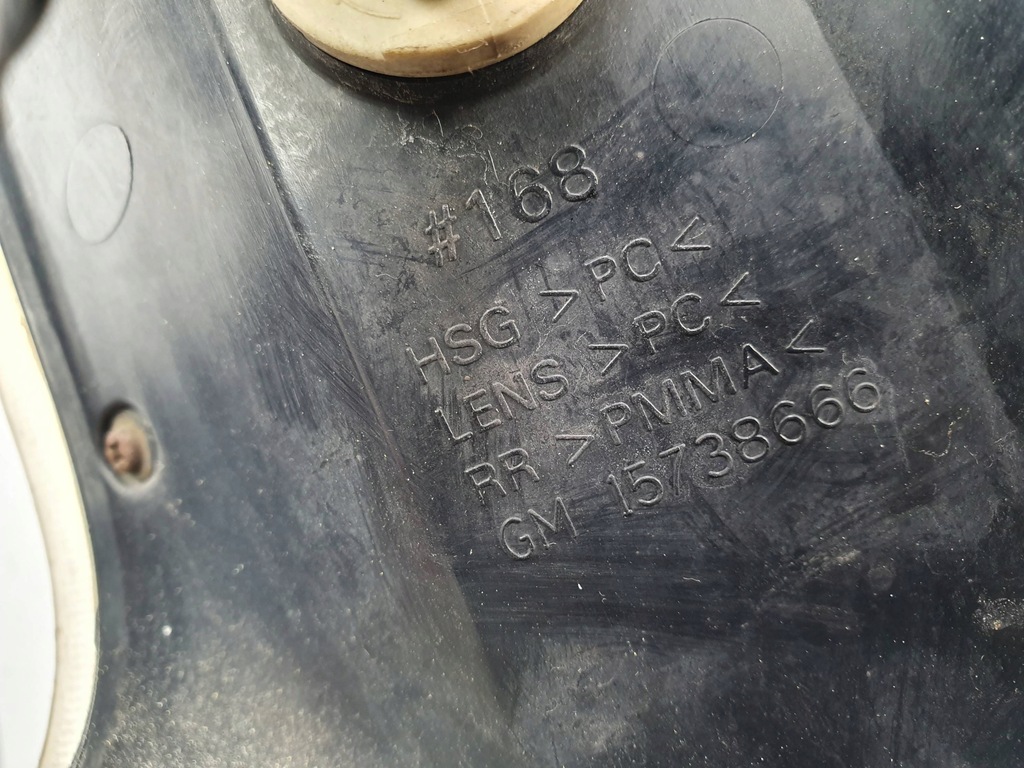 #168
HSG >PC<
LENS >PC<
RR >PMMA<
GM 15738666